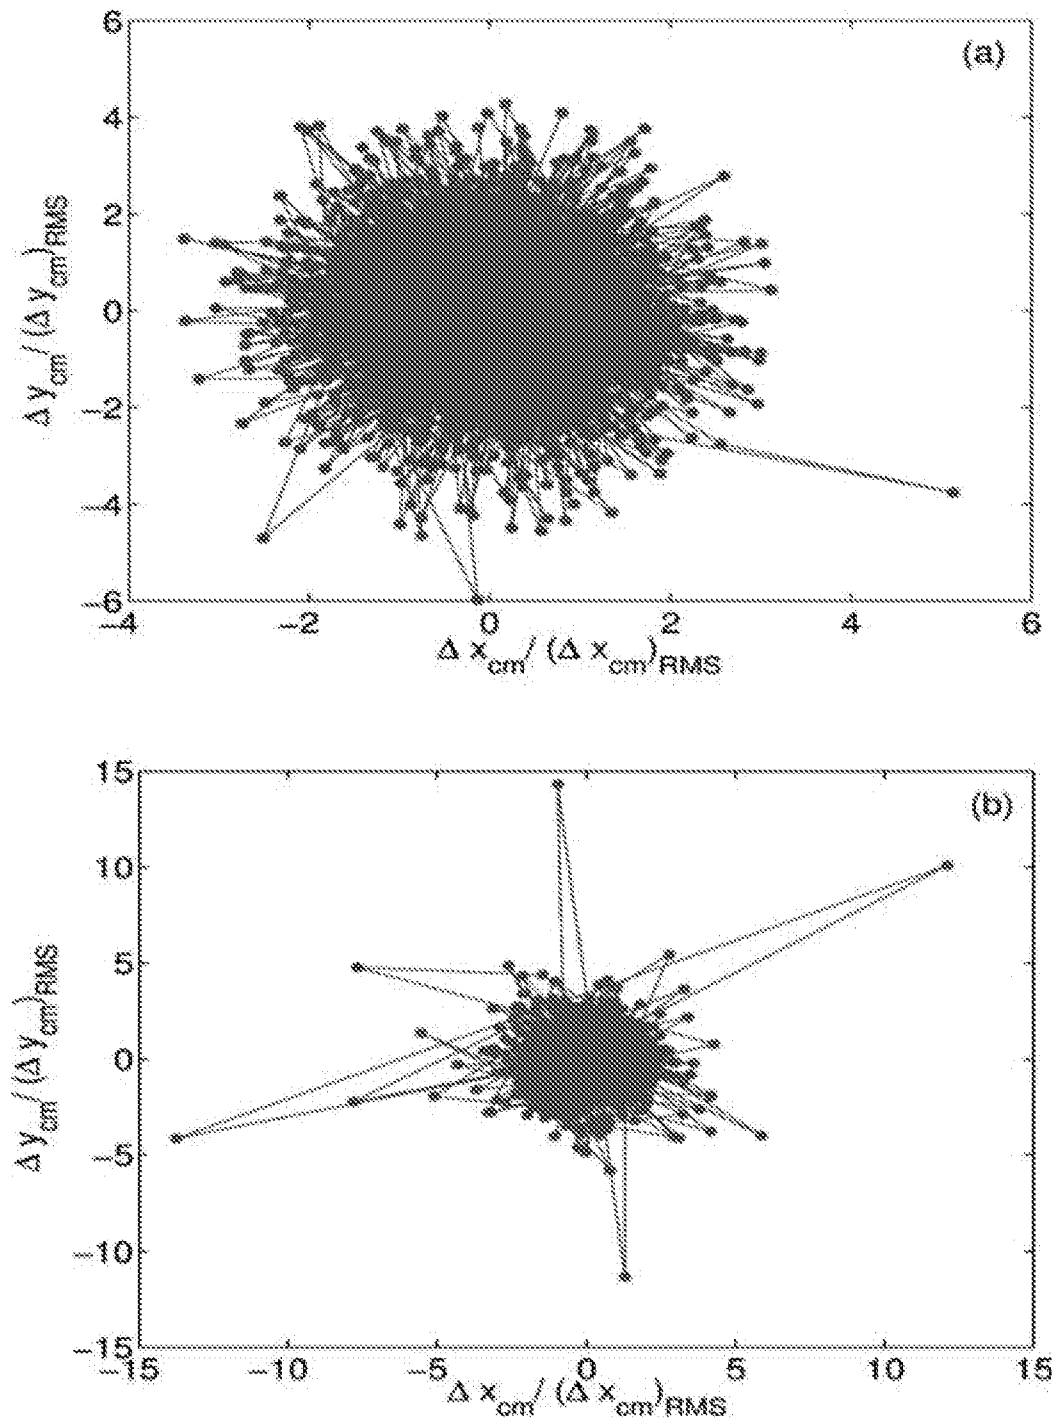 (a)
6
4
2
0
−2
−4
−6
−4 −2 0 2 4 6
Δ y_cm / (Δ y_cm)_RMS
Δ x_cm / (Δ x_cm)_RMS
(b)
15
10
5
0
−5
−10
−15
−15 −10 −5 0 5 10 15
Δ y_cm / (Δ y_cm)_RMS
Δ x_cm / (Δ x_cm)_RMS